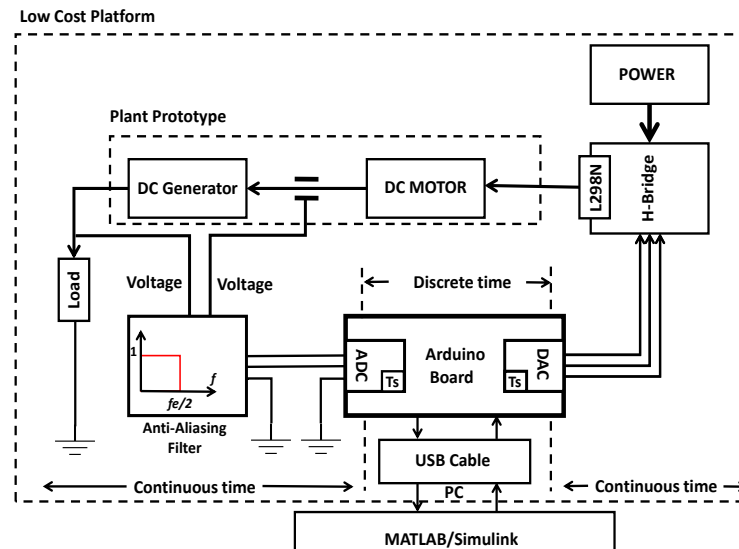 Low Cost Platform
POWER
Plant Prototype
DC Generator
DC MOTOR
L298N
H-Bridge
Voltage
Voltage
Discrete time
Load
1
f
fe/2
Anti-Aliasing
Filter
ADC
Ts
Arduino
Board
DAC
Ts
USB Cable
PC
Continuous time
Continuous time
MATLAB/Simulink